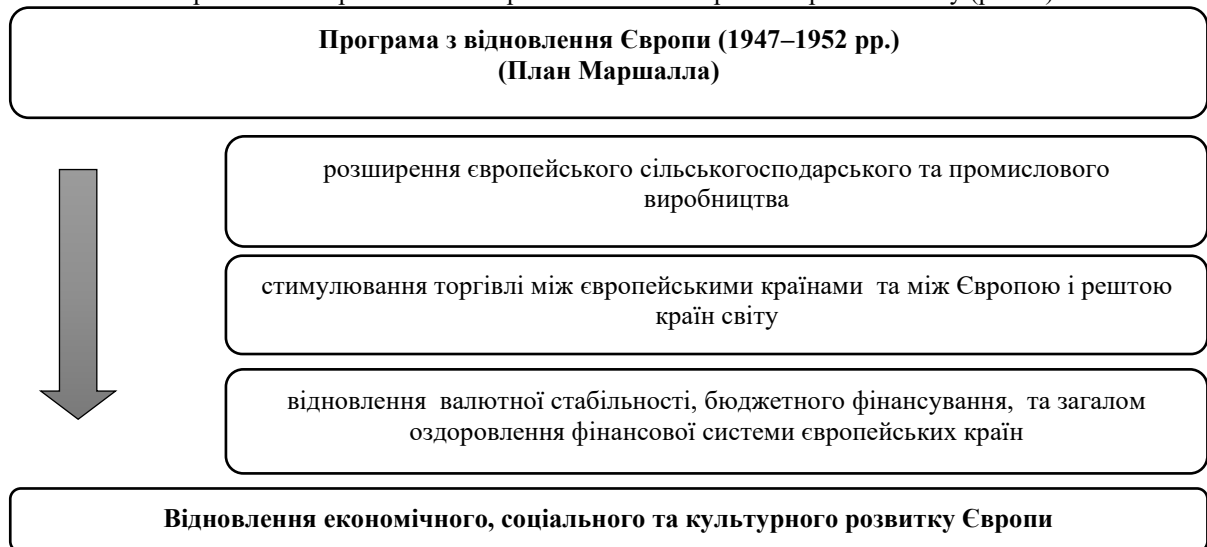 Програма з відновлення Європи (1947–1952 рр.)
(План Маршалла)
розширення європейського сільськогосподарського та промислового
виробництва
стимулювання торгівлі між європейськими країнами та між Європою і рештою
країн світу
відновлення валютної стабільності, бюджетного фінансування, та загалом
оздоровлення фінансової системи європейських країн
Відновлення економічного, соціального та культурного розвитку Європи